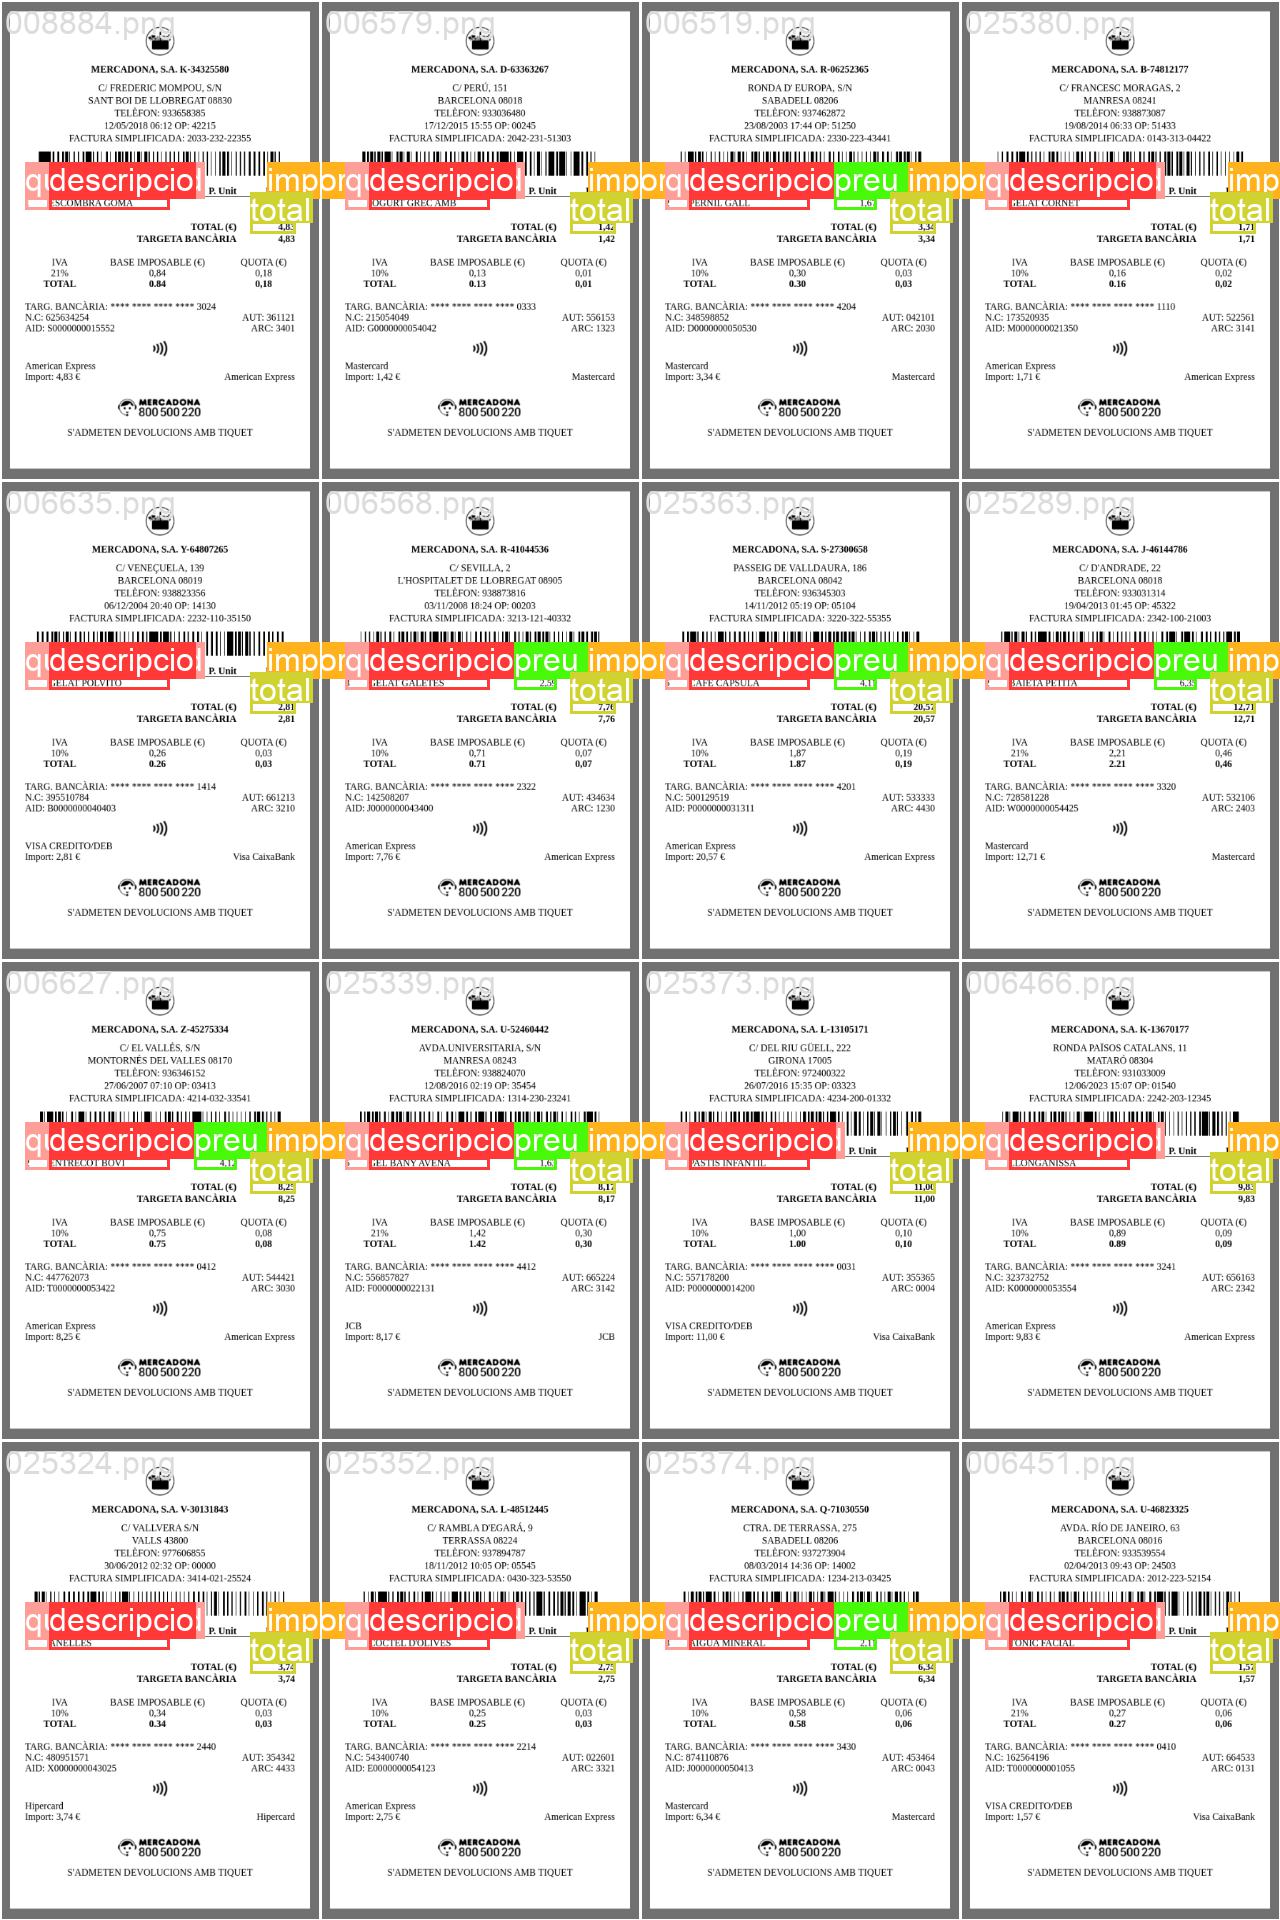 008884.png
MERCADONA, S.A. K-34325580
C/ FREDERIC MOMPOU, S/N
SANT BOI DE LLOBREGAT 08830
TELÈFON: 933658385
12/05/2018 06:12 OP: 42215
FACTURA SIMPLIFICADA: 2033-232-22355
descripcio P. Unit
ESCOMBRA GOMA total
TOTAL (€) 4,83
TARGETA BANCÀRIA 4,83
IVA BASE IMPOSABLE (€) QUOTA (€)
21% 0,84 0,18
TOTAL 0.84 0,18
TARG. BANCÀRIA: **** **** **** **** 3024
N.C: 625634254 AUT: 361121
AID: S0000000015552 ARC: 3401
American Express
Import: 4,83 € American Express
MERCADONA
800 500 220
S'ADMETEN DEVOLUCIONS AMB TIQUET
006579.png
MERCADONA, S.A. D-63363267
C/ PERÚ, 151
BARCELONA 08018
TELÈFON: 933036480
17/12/2015 15:55 OP: 00245
FACTURA SIMPLIFICADA: 2042-231-51303
descripcio P. Unit
IOGURT GREC AMB total
TOTAL (€) 1,42
TARGETA BANCÀRIA 1,42
IVA BASE IMPOSABLE (€) QUOTA (€)
10% 0,13 0,01
TOTAL 0.13 0,01
TARG. BANCÀRIA: **** **** **** **** 0333
N.C: 215054049 AUT: 556153
AID: G0000000054042 ARC: 1323
Mastercard
Import: 1,42 € Mastercard
MERCADONA
800 500 220
S'ADMETEN DEVOLUCIONS AMB TIQUET
006519.png
MERCADONA, S.A. R-06252365
RONDA D' EUROPA, S/N
SABADELL 08206
TELÈFON: 937462872
23/08/2003 17:44 OP: 51250
FACTURA SIMPLIFICADA: 2330-223-43441
descripcio preu
PERNIL GALL total
TOTAL (€) 3,34
TARGETA BANCÀRIA 3,34
IVA BASE IMPOSABLE (€) QUOTA (€)
10% 0,30 0,03
TOTAL 0.30 0,03
TARG. BANCÀRIA: **** **** **** **** 4204
N.C: 348598852 AUT: 042101
AID: D0000000050530 ARC: 2030
Mastercard
Import: 3,34 € Mastercard
MERCADONA
800 500 220
S'ADMETEN DEVOLUCIONS AMB TIQUET
025380.png
MERCADONA, S.A. B-74812177
C/ FRANCESC MORAGAS, 2
MANRESA 08241
TELÈFON: 938873087
19/08/2014 06:33 OP: 51433
FACTURA SIMPLIFICADA: 0143-313-04422
descripcio P. Unit
GELAT CORNET total
TOTAL (€) 1,71
TARGETA BANCÀRIA 1,71
IVA BASE IMPOSABLE (€) QUOTA (€)
10% 0,16 0,02
TOTAL 0.16 0,02
TARG. BANCÀRIA: **** **** **** **** 1110
N.C: 173520935 AUT: 522561
AID: M0000000021350 ARC: 3141
American Express
Import: 1,71 € American Express
MERCADONA
800 500 220
S'ADMETEN DEVOLUCIONS AMB TIQUET
006635.png
MERCADONA, S.A. Y-64807265
C/ VENEÇUELA, 139
BARCELONA 08019
TELÈFON: 938823356
06/12/2004 20:40 OP: 14130
FACTURA SIMPLIFICADA: 2232-110-35150
descripcio P. Unit
GELAT POLVITO total
TOTAL (€) 2,81
TARGETA BANCÀRIA 2,81
IVA BASE IMPOSABLE (€) QUOTA (€)
10% 0,26 0,03
TOTAL 0.26 0,03
TARG. BANCÀRIA: **** **** **** **** 1414
N.C: 395510784 AUT: 661213
AID: B0000000040403 ARC: 3210
VISA CREDITO/DEB
Import: 2,81 € Visa CaixaBank
MERCADONA
800 500 220
S'ADMETEN DEVOLUCIONS AMB TIQUET
006568.png
MERCADONA, S.A. R-41044536
C/ SEVILLA, 2
L'HOSPITALET DE LLOBREGAT 08905
TELÈFON: 938873816
03/11/2008 18:24 OP: 00203
FACTURA SIMPLIFICADA: 3213-121-40332
descripcio preu
GELAT GALETES 2,59 total
TOTAL (€) 7,76
TARGETA BANCÀRIA 7,76
IVA BASE IMPOSABLE (€) QUOTA (€)
10% 0,71 0,07
TOTAL 0.71 0,07
TARG. BANCÀRIA: **** **** **** **** 2322
N.C: 142508207 AUT: 434634
AID: J0000000043400 ARC: 1230
American Express
Import: 7,76 € American Express
MERCADONA
800 500 220
S'ADMETEN DEVOLUCIONS AMB TIQUET
025363.png
MERCADONA, S.A. S-27300658
PASSEIG DE VALLDAURA, 186
BARCELONA 08042
TELÈFON: 936345303
14/11/2012 05:19 OP: 05104
FACTURA SIMPLIFICADA: 3220-322-55355
descripcio preu
CAFE CAPSULA 4,11 total
TOTAL (€) 20,57
TARGETA BANCÀRIA 20,57
IVA BASE IMPOSABLE (€) QUOTA (€)
10% 1,87 0,19
TOTAL 1.87 0,19
TARG. BANCÀRIA: **** **** **** **** 4201
N.C: 500129519 AUT: 533333
AID: P0000000031311 ARC: 4430
American Express
Import: 20,57 € American Express
MERCADONA
800 500 220
S'ADMETEN DEVOLUCIONS AMB TIQUET
025289.png
MERCADONA, S.A. J-46144786
C/ D'ANDRADE, 22
BARCELONA 08018
TELÈFON: 933031314
19/04/2013 01:45 OP: 45322
FACTURA SIMPLIFICADA: 2342-100-21003
descripcio preu
BAIETA PETITA 6,35 total
TOTAL (€) 12,71
TARGETA BANCÀRIA 12,71
IVA BASE IMPOSABLE (€) QUOTA (€)
21% 2,21 0,46
TOTAL 2.21 0,46
TARG. BANCÀRIA: **** **** **** **** 3320
N.C: 728581228 AUT: 532106
AID: W0000000054425 ARC: 2403
Mastercard
Import: 12,71 € Mastercard
MERCADONA
800 500 220
S'ADMETEN DEVOLUCIONS AMB TIQUET
006627.png
MERCADONA, S.A. Z-45275334
C/ EL VALLÉS, S/N
MONTORNÉS DEL VALLES 08170
TELÈFON: 936346152
27/06/2007 07:10 OP: 03413
FACTURA SIMPLIFICADA: 4214-032-33541
descripcio preu
ENTRECOT BOVI 4,12 total
TOTAL (€) 8,25
TARGETA BANCÀRIA 8,25
IVA BASE IMPOSABLE (€) QUOTA (€)
10% 0,75 0,08
TOTAL 0.75 0,08
TARG. BANCÀRIA: **** **** **** **** 0412
N.C: 447762073 AUT: 544421
AID: T0000000053422 ARC: 3030
American Express
Import: 8,25 € American Express
MERCADONA
800 500 220
S'ADMETEN DEVOLUCIONS AMB TIQUET
025339.png
MERCADONA, S.A. U-52460442
AVDA.UNIVERSITARIA, S/N
MANRESA 08243
TELÈFON: 938824070
12/08/2016 02:19 OP: 35454
FACTURA SIMPLIFICADA: 1314-230-23241
descripcio preu
GEL BANY AVENA total
TOTAL (€) 8,17
TARGETA BANCÀRIA 8,17
IVA BASE IMPOSABLE (€) QUOTA (€)
21% 1,42 0,30
TOTAL 1.42 0,30
TARG. BANCÀRIA: **** **** **** **** 4412
N.C: 556857827 AUT: 665224
AID: F0000000022131 ARC: 3142
JCB
Import: 8,17 € JCB
MERCADONA
800 500 220
S'ADMETEN DEVOLUCIONS AMB TIQUET
025373.png
MERCADONA, S.A. L-13105171
C/ DEL RIU GÜELL, 222
GIRONA 17005
TELÈFON: 972400322
26/07/2016 15:35 OP: 03323
FACTURA SIMPLIFICADA: 4234-200-01332
descripcio P. Unit
PASTIS INFANTIL total
TOTAL (€) 11,00
TARGETA BANCÀRIA 11,00
IVA BASE IMPOSABLE (€) QUOTA (€)
10% 1,00 0,10
TOTAL 1.00 0,10
TARG. BANCÀRIA: **** **** **** **** 0031
N.C: 557178200 AUT: 355365
AID: P0000000014200 ARC: 0004
VISA CREDITO/DEB
Import: 11,00 € Visa CaixaBank
MERCADONA
800 500 220
S'ADMETEN DEVOLUCIONS AMB TIQUET
006466.png
MERCADONA, S.A. K-13670177
RONDA PAÏSOS CATALANS, 11
MATARÓ 08304
TELÈFON: 931033009
12/06/2023 15:07 OP: 01540
FACTURA SIMPLIFICADA: 2242-203-12345
descripcio P. Unit
LLONGANISSA total
TOTAL (€) 9,83
TARGETA BANCÀRIA 9,83
IVA BASE IMPOSABLE (€) QUOTA (€)
10% 0,89 0,09
TOTAL 0.89 0,09
TARG. BANCÀRIA: **** **** **** **** 3241
N.C: 323732752 AUT: 656163
AID: K0000000053554 ARC: 2342
American Express
Import: 9,83 € American Express
MERCADONA
800 500 220
S'ADMETEN DEVOLUCIONS AMB TIQUET
025324.png
MERCADONA, S.A. V-30131843
C/ VALLVERA S/N
VALLS 43800
TELÈFON: 977606855
30/06/2012 02:32 OP: 00000
FACTURA SIMPLIFICADA: 3414-021-25524
descripcio P. Unit
ANELLES total
TOTAL (€) 3,74
TARGETA BANCÀRIA 3,74
IVA BASE IMPOSABLE (€) QUOTA (€)
10% 0,34 0,03
TOTAL 0.34 0,03
TARG. BANCÀRIA: **** **** **** **** 2440
N.C: 480951571 AUT: 354342
AID: X0000000043025 ARC: 4433
Hipercard
Import: 3,74 € Hipercard
MERCADONA
800 500 220
S'ADMETEN DEVOLUCIONS AMB TIQUET
025352.png
MERCADONA, S.A. L-48512445
C/ RAMBLA D'EGARÁ, 9
TERRASSA 08224
TELÈFON: 937894787
18/11/2012 10:05 OP: 05545
FACTURA SIMPLIFICADA: 0430-323-53550
descripcio P. Unit
COCTEL D'OLIVES total
TOTAL (€) 2,75
TARGETA BANCÀRIA 2,75
IVA BASE IMPOSABLE (€) QUOTA (€)
10% 0,25 0,03
TOTAL 0.25 0,03
TARG. BANCÀRIA: **** **** **** **** 2214
N.C: 543400740 AUT: 022601
AID: E0000000054123 ARC: 3321
American Express
Import: 2,75 € American Express
MERCADONA
800 500 220
S'ADMETEN DEVOLUCIONS AMB TIQUET
025374.png
MERCADONA, S.A. Q-71030550
CTRA. DE TERRASSA, 275
SABADELL 08206
TELÈFON: 937273904
08/03/2014 14:36 OP: 14002
FACTURA SIMPLIFICADA: 1234-213-03425
descripcio preu
AIGUA MINERAL 2,11 total
TOTAL (€) 6,34
TARGETA BANCÀRIA 6,34
IVA BASE IMPOSABLE (€) QUOTA (€)
10% 0,58 0,06
TOTAL 0.58 0,06
TARG. BANCÀRIA: **** **** **** **** 3430
N.C: 874110876 AUT: 453464
AID: J0000000050413 ARC: 0043
Mastercard
Import: 6,34 € Mastercard
MERCADONA
800 500 220
S'ADMETEN DEVOLUCIONS AMB TIQUET
006451.png
MERCADONA, S.A. U-46823325
AVDA. RÍO DE JANEIRO, 63
BARCELONA 08016
TELÈFON: 933539554
02/04/2013 09:43 OP: 24503
FACTURA SIMPLIFICADA: 2012-223-52154
descripcio P. Unit
TONIC FACIAL total
TOTAL (€) 1,57
TARGETA BANCÀRIA 1,57
IVA BASE IMPOSABLE (€) QUOTA (€)
21% 0,27 0,06
TOTAL 0.27 0,06
TARG. BANCÀRIA: **** **** **** **** 0410
N.C: 162564196 AUT: 664533
AID: T0000000001055 ARC: 0131
VISA CREDITO/DEB
Import: 1,57 € Visa CaixaBank
MERCADONA
800 500 220
S'ADMETEN DEVOLUCIONS AMB TIQUET